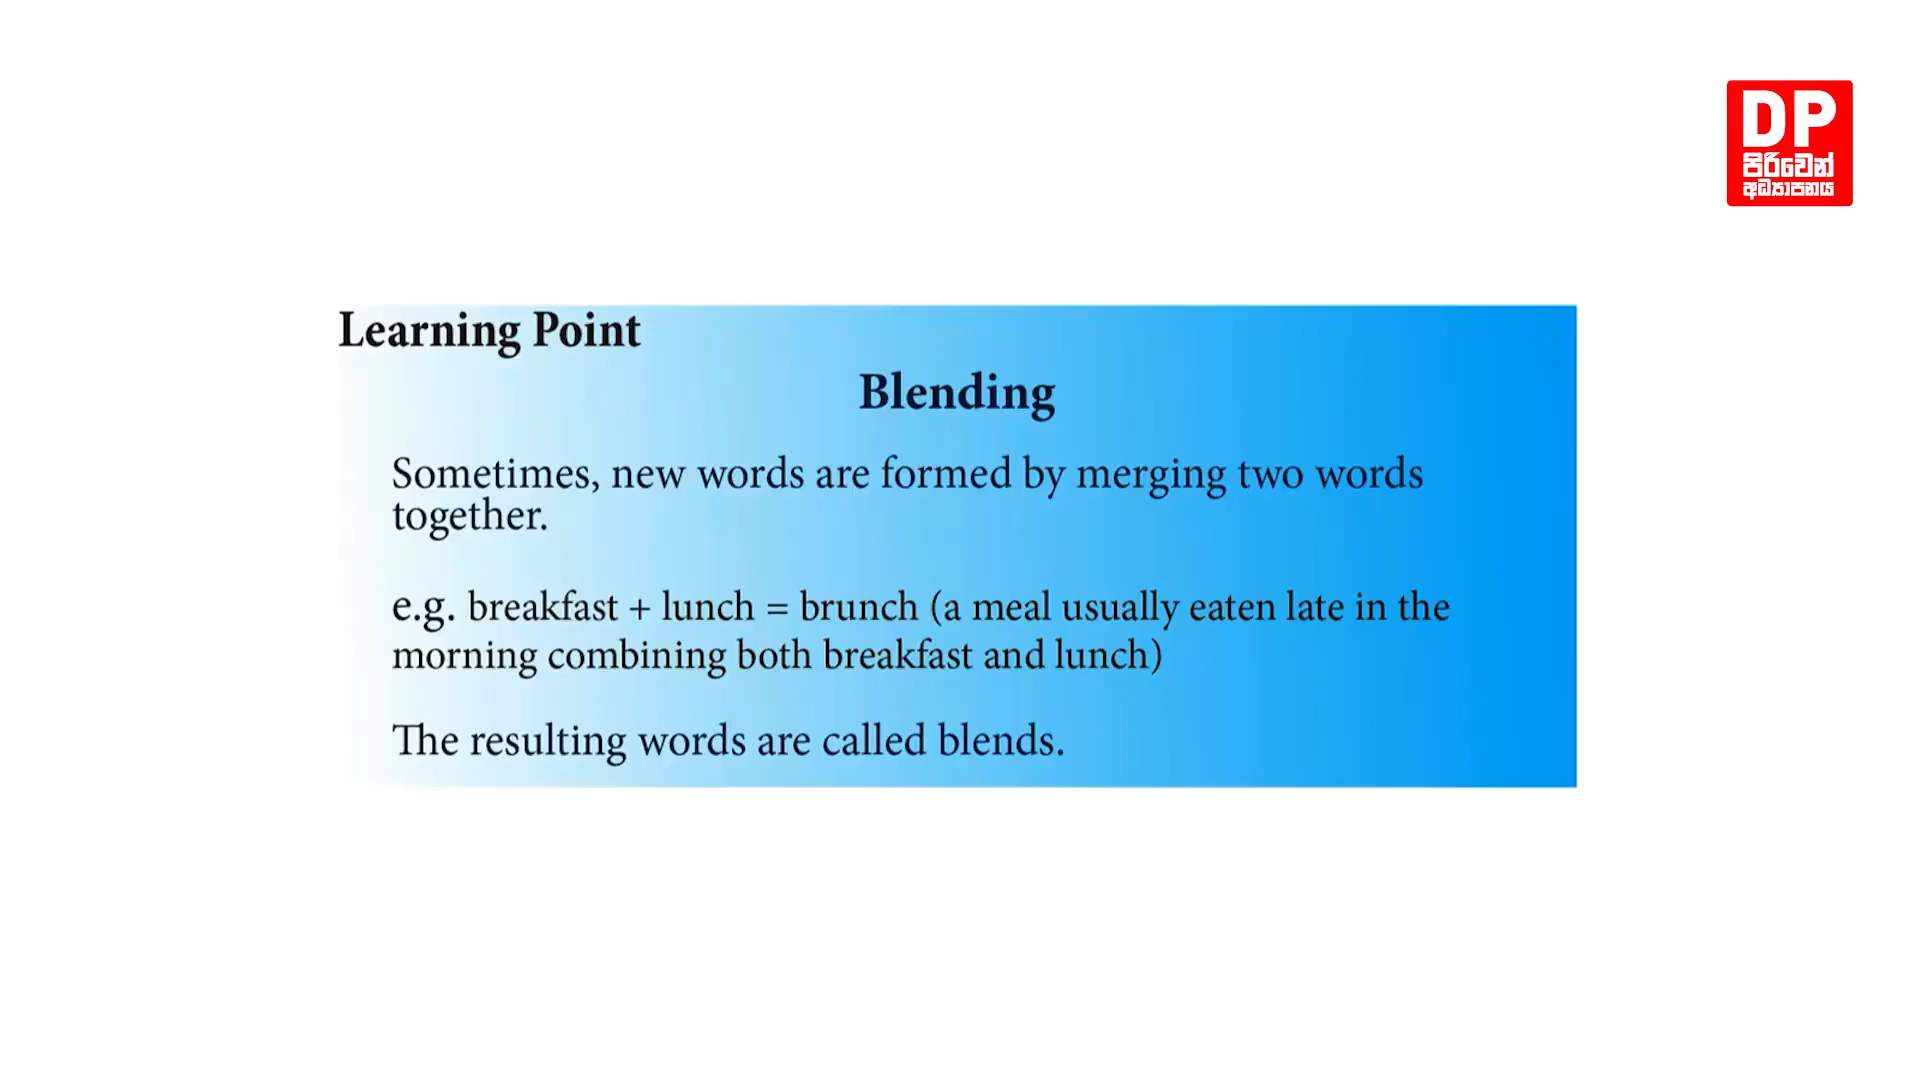 DP
පිරිවෙන්
අධ්‍යාපනය
Learning Point
Blending
Sometimes, new words are formed by merging two words
together.
e.g. breakfast + lunch = brunch (a meal usually eaten late in the
morning combining both breakfast and lunch)
The resulting words are called blends.